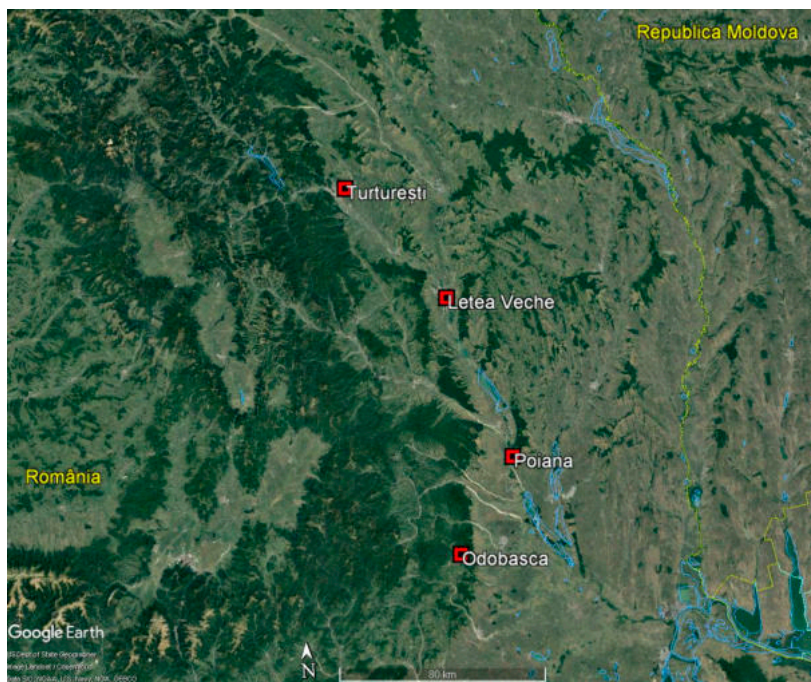 Republica Moldova
Turturești
Letea Veche
Poiana
România
Odobasca
Google Earth
N
80 km